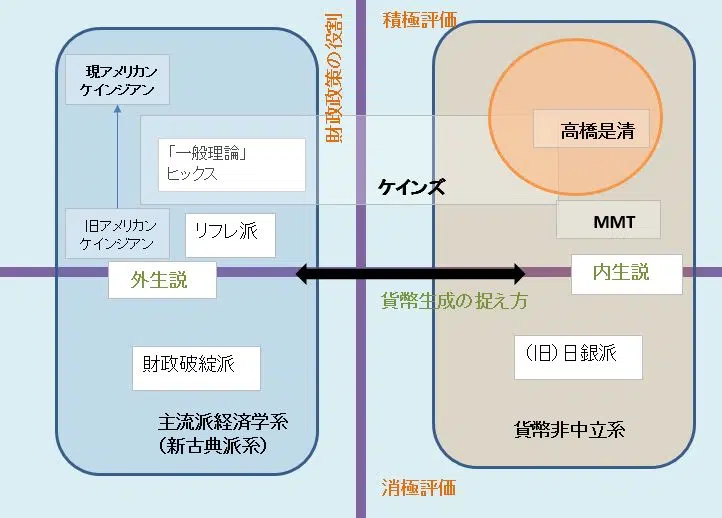 積極評価
財政政策の役割
現アメリカン
ケインジアン
「一般理論」
ヒックス
旧アメリカン
ケインジアン
リフレ派
ケインズ
高橋是清
MMT
外生説
内生説
貨幣生成の捉え方
財政破綻派
（旧）日銀派
主流派経済学系
（新古典派系）
貨幣非中立系
消極評価